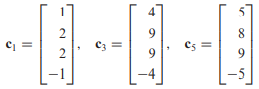 c₁ = [1 2 2 -1], c₃ = [4 9 9 -4], c₅ = [5 8 9 -5]